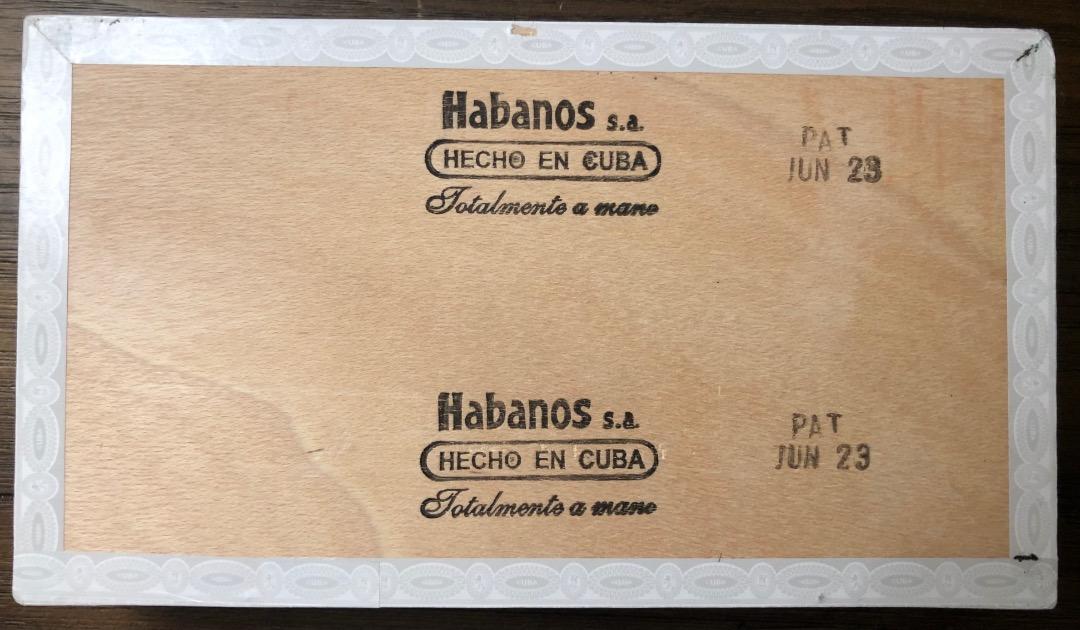 Habanos s.a.
HECHO EN CUBA
Totalmente a mano
PAT
JUN 23
Habanos s.a.
HECHO EN CUBA
Totalmente a mano
PAT
JUN 23